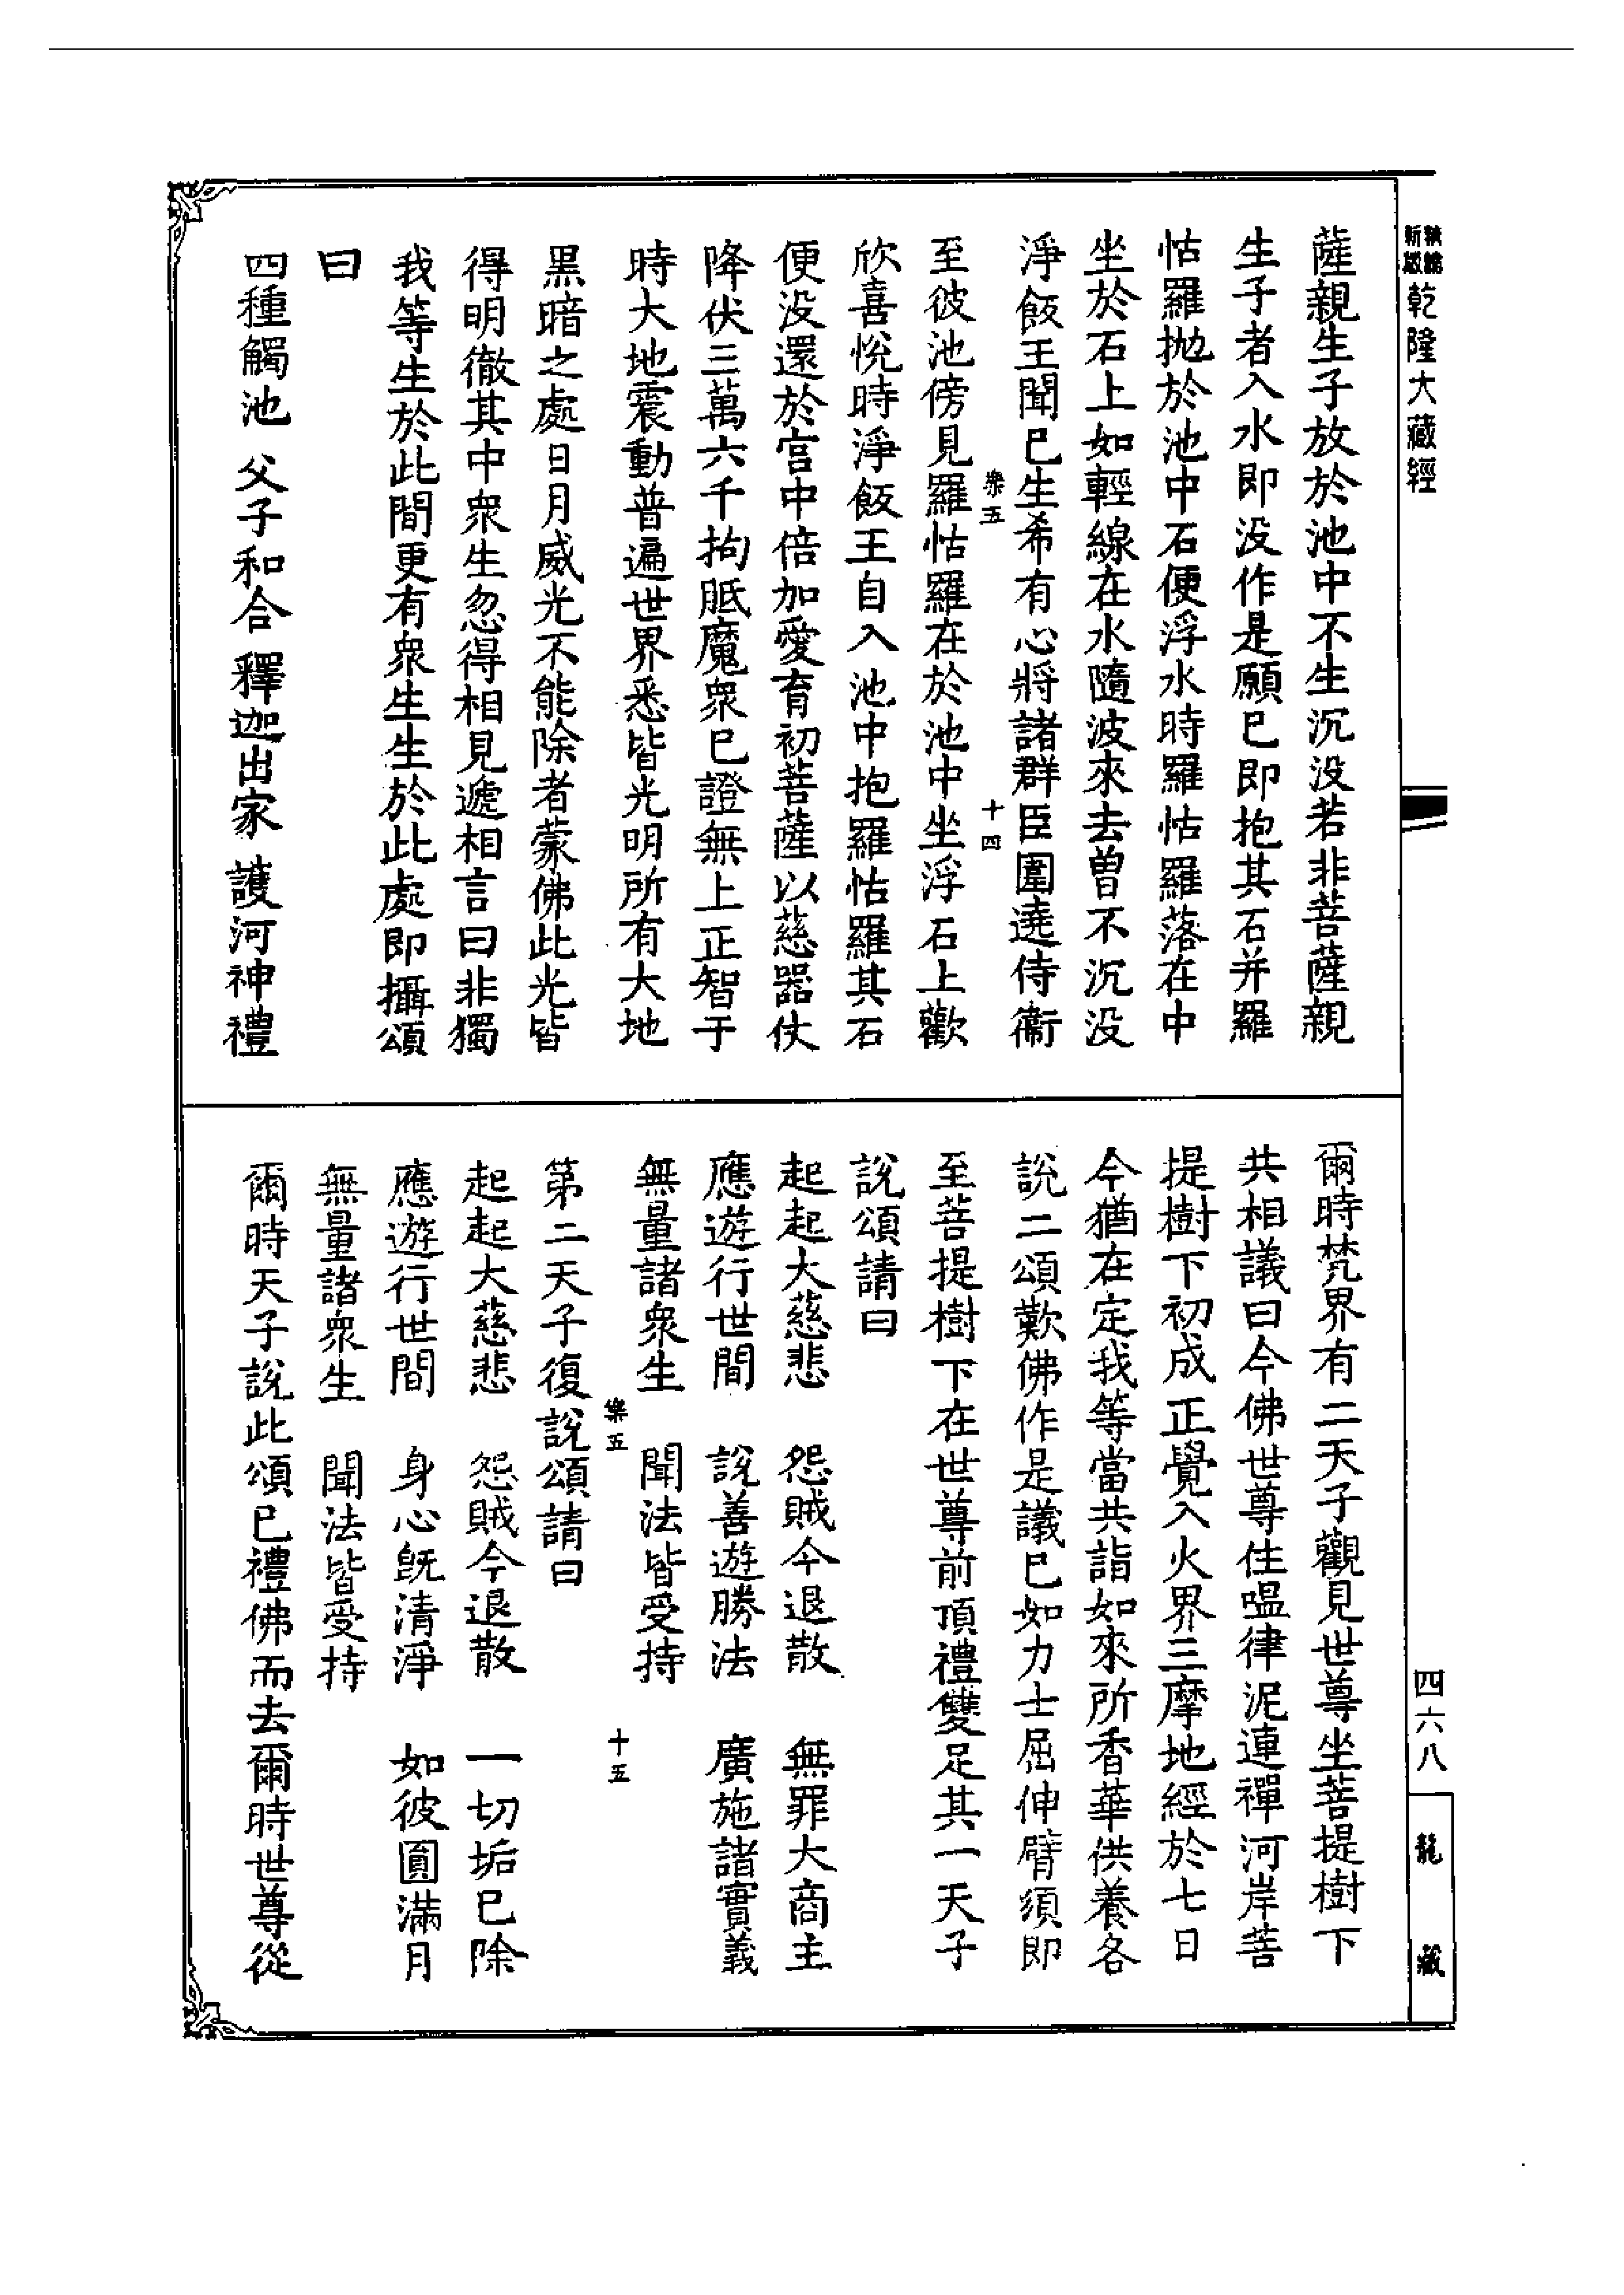 新編
縮版
乾隆大藏經
四六八
龍藏
薩親生子放於池中不生沉没若非菩薩親
生子者入水即没作是願已即抱其石并羅
怙羅抛於池中石便浮水時羅怙羅落在中
坐於石上如輕線在水隨波來去曾不沉没
淨飯王聞已生希有心將諸群臣圍遶侍衞
樂五
十四
至彼池傍見羅怙羅在於池中坐浮石上歡
欣喜悅時淨飯王自入池中抱羅怙羅其石
便没還於宫中倍加愛育初菩薩以慈器仗
降伏三萬六千拘胝魔衆已證無上正智于
時大地震動普遍世界悉皆光明所有大地
黑暗之處日月威光不能除者蒙佛此光皆
得明徹其中衆生忽得相見遞相言曰非獨
我等生於此間更有衆生生於此處即攝頌
曰
四種觸池 父子和合 釋迦出家 護河神禮
爾時梵界有二天子觀見世尊坐菩提樹下
共相議曰今佛世尊住嗢律泥連禪河岸菩
提樹下初成正覺入火界三摩地經於七日
今猶在定我等當共詣如來所香華供養各
說二頌歎佛作是議已如力士屈伸臂須即
至菩提樹下在世尊前頂禮雙足其一天子
說頌請曰
起起大慈悲 怨賊今退散 無罪大商主
應遊行世間 說善遊勝法 廣施諸實義
無量諸衆生 聞法皆受持
樂五
十五
第二天子復說頌請曰
起起大慈悲 怨賊今退散 一切垢已除
應遊行世間 身心旣清淨 如彼圓滿月
無量諸衆生 聞法皆受持
爾時天子說此頌已禮佛而去爾時世尊從